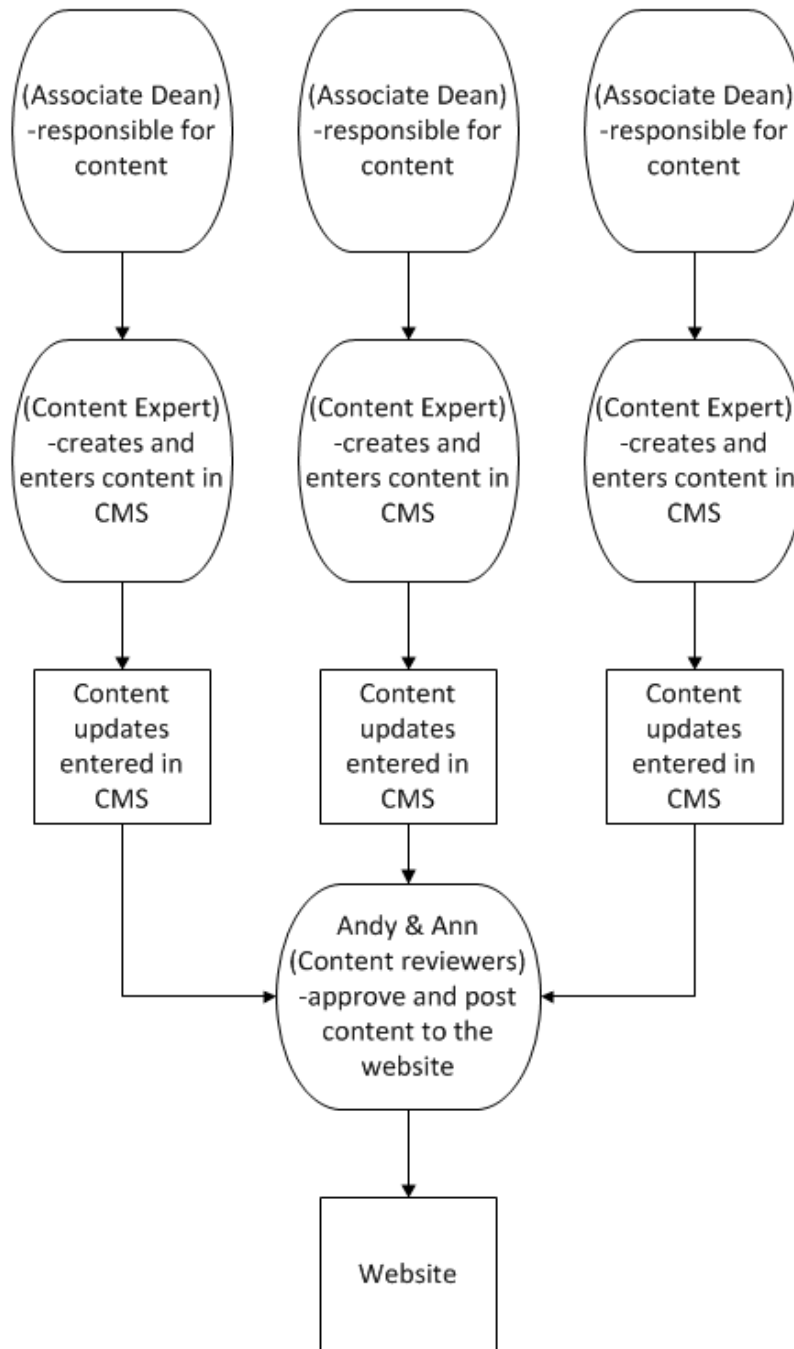 (Associate Dean)
-responsible for
content
(Associate Dean)
-responsible for
content
(Associate Dean)
-responsible for
content
(Content Expert)
-creates and
enters content in
CMS
(Content Expert)
-creates and
enters content in
CMS
(Content Expert)
-creates and
enters content in
CMS
Content
updates
entered in
CMS
Content
updates
entered in
CMS
Content
updates
entered in
CMS
Andy & Ann
(Content reviewers)
-approve and post
content to the
website
Website